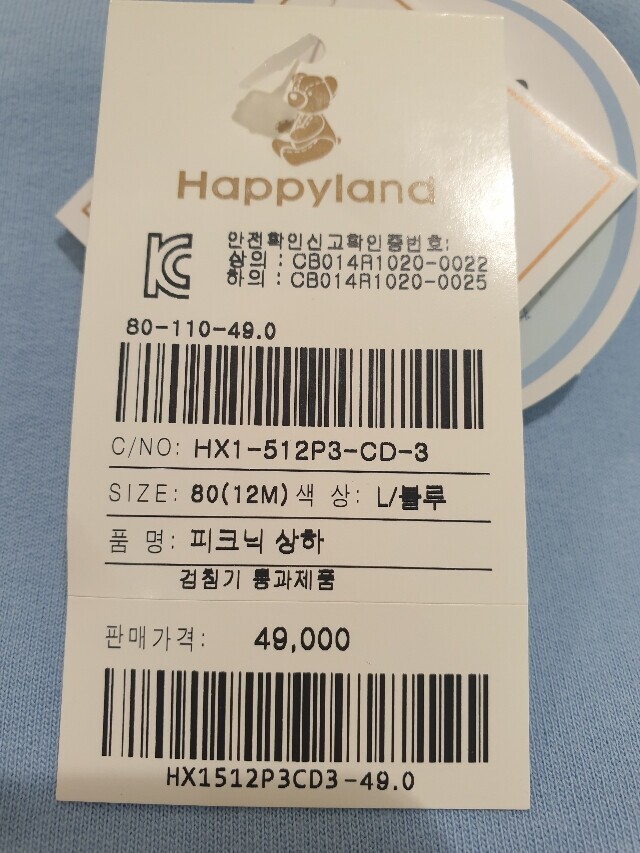 Happyland
안전확인신고확인증번호:
상의 : CB014R1020-0022
하의 : CB014R1020-0025
80-110-49.0
C/NO: HX1-512P3-CD-3
SIZE: 80(12M) 색 상: L/블루
품 명: 피크닉 상하
검침기 통과제품
판매가격: 49,000
HX1512P3CD3-49.0